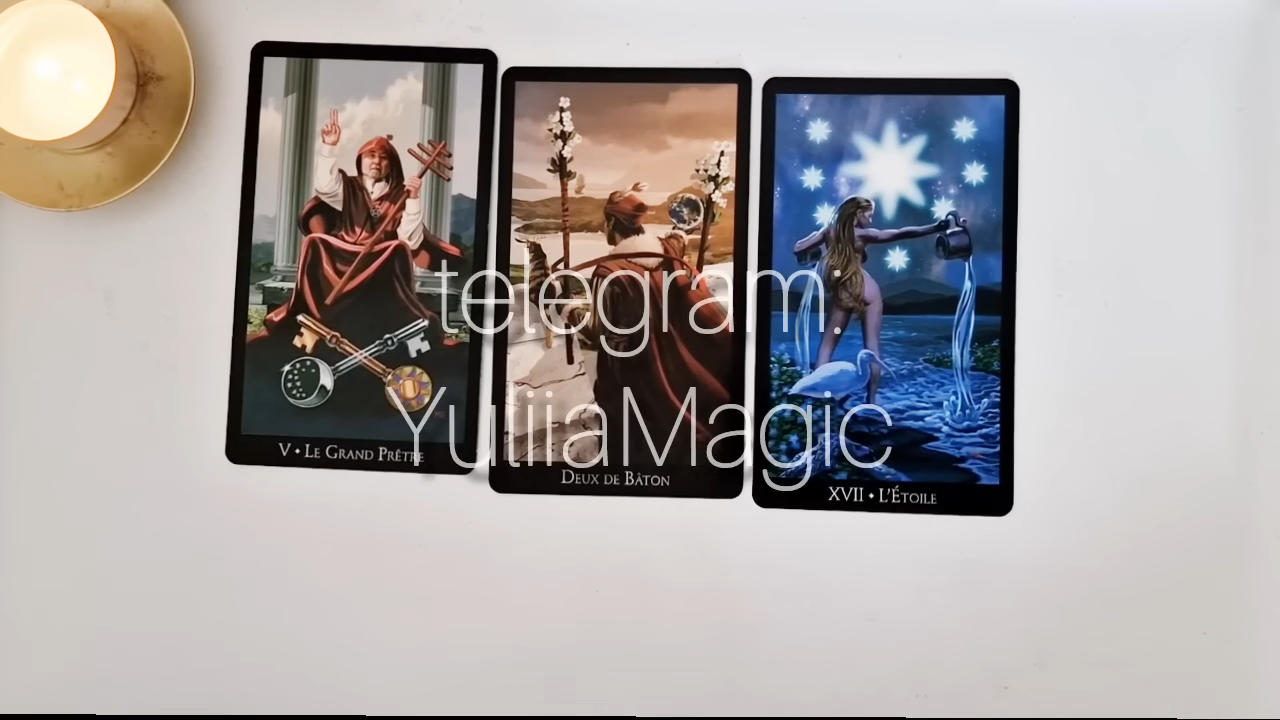 telegram:
YuliiaMagic
V • Le Grand Prêtre
Deux de Bâton
XVII • L'Étoile